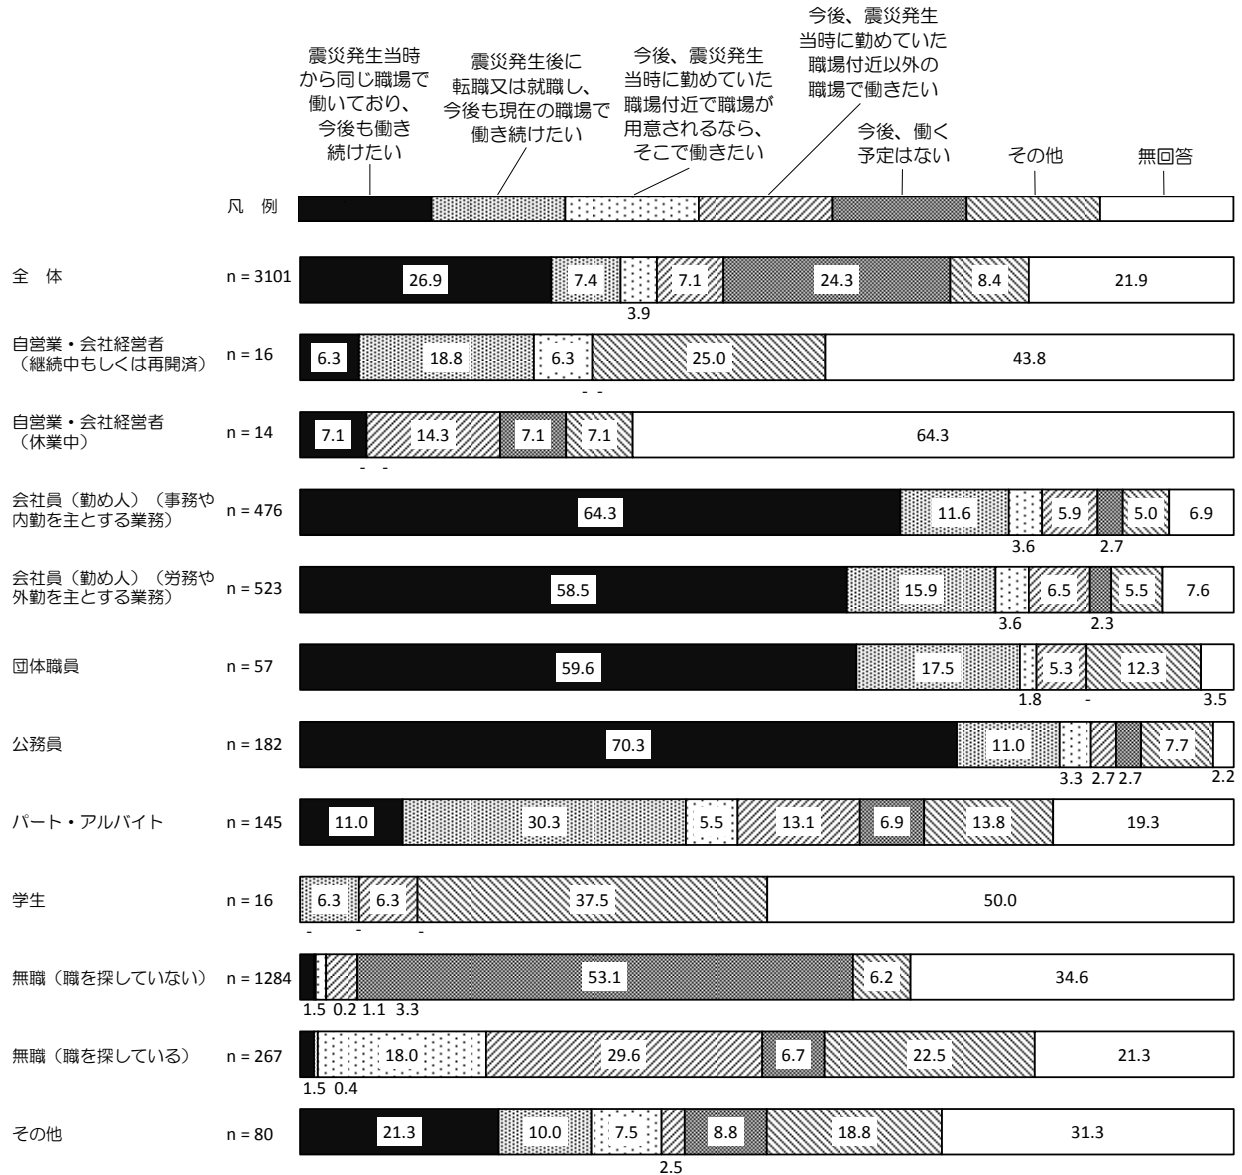 震災発生当時
から同じ職場で
働いており、
今後も働き
続けたい
震災発生後に
転職又は就職し、
今後も現在の職場で
働き続けたい
今後、震災発生
当時に勤めていた
職場付近で職場が
用意されるなら、
そこで働きたい
今後、震災発生
当時に勤めていた
職場付近以外の
職場で働きたい
今後、働く
予定はない
その他
無回答
凡 例
全 体 n = 3101 26.9 7.4 7.1 24.3 8.4 21.9
3.9
自営業・会社経営者
（継続中もしくは再開済） n = 16 6.3 18.8 6.3 25.0 43.8
- -
自営業・会社経営者
（休業中） n = 14 7.1 14.3 7.1 7.1 64.3
- -
会社員（勤め人）（事務や
内勤を主とする業務） n = 476 64.3 11.6 5.9 5.0 6.9
3.6 2.7
会社員（勤め人）（労務や
外勤を主とする業務） n = 523 58.5 15.9 6.5 5.5 7.6
3.6 2.3
団体職員 n = 57 59.6 17.5 5.3 12.3
1.8 - 3.5
公務員 n = 182 70.3 11.0 7.7
3.3 2.7 2.7 2.2
パート・アルバイト n = 145 11.0 30.3 5.5 13.1 6.9 13.8 19.3
学生 n = 16 6.3 6.3 37.5 50.0
- - -
無職（職を探していない） n = 1284 53.1 6.2 34.6
1.5 0.2 1.1 3.3
無職（職を探している） n = 267 18.0 29.6 6.7 22.5 21.3
1.5 0.4
その他 n = 80 21.3 10.0 7.5 8.8 18.8 31.3
2.5